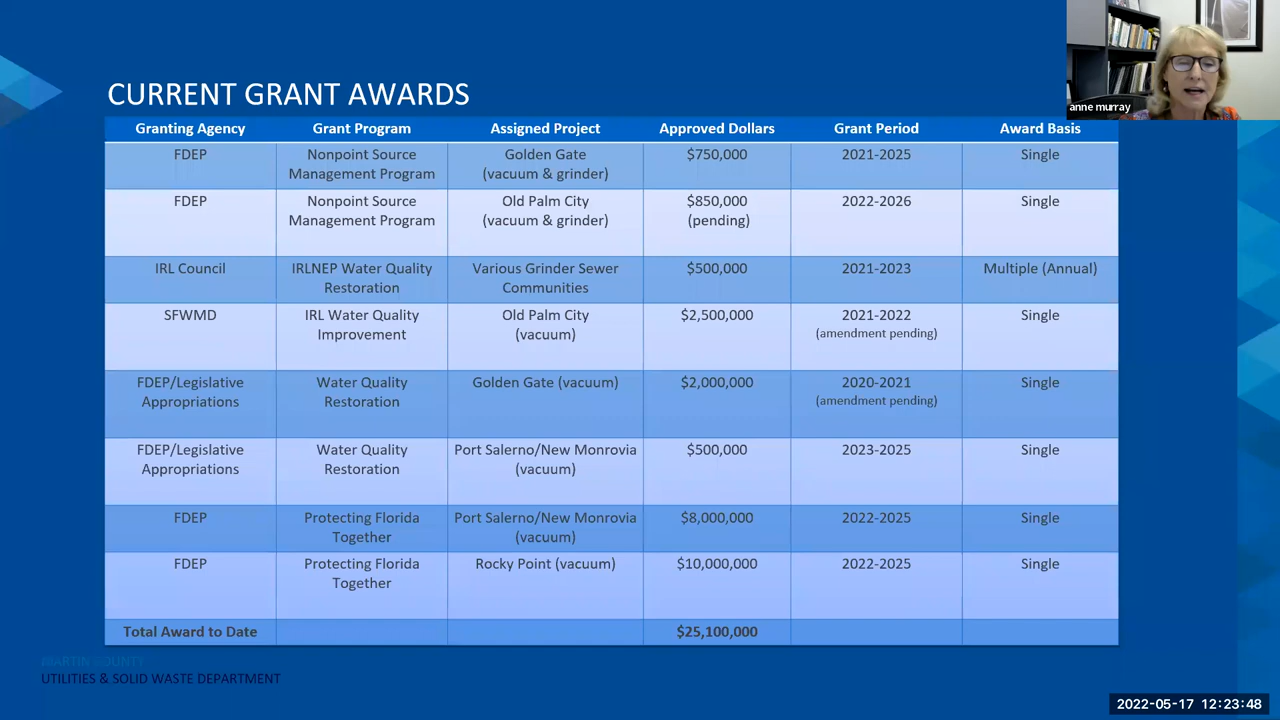 anne murray
CURRENT GRANT AWARDS
Granting Agency Grant Program Assigned Project Approved Dollars Grant Period Award Basis
FDEP Nonpoint Source Golden Gate $750,000 2021-2025 Single
Management Program (vacuum & grinder)
FDEP Nonpoint Source Old Palm City $850,000 2022-2026 Single
Management Program (vacuum & grinder) (pending)
IRL Council IRLNEP Water Quality Various Grinder Sewer $500,000 2021-2023 Multiple (Annual)
Restoration Communities
SFWMD IRL Water Quality Old Palm City $2,500,000 2021-2022 Single
Improvement (vacuum) (amendment pending)
FDEP/Legislative Water Quality Golden Gate (vacuum) $2,000,000 2020-2021 Single
Appropriations Restoration (amendment pending)
FDEP/Legislative Water Quality Port Salerno/New Monrovia $500,000 2023-2025 Single
Appropriations Restoration (vacuum)
FDEP Protecting Florida Port Salerno/New Monrovia $8,000,000 2022-2025 Single
Together (vacuum)
FDEP Protecting Florida Rocky Point (vacuum) $10,000,000 2022-2025 Single
Together
Total Award to Date $25,100,000
MARTIN COUNTY
UTILITIES & SOLID WASTE DEPARTMENT
2022-05-17 12:23:48